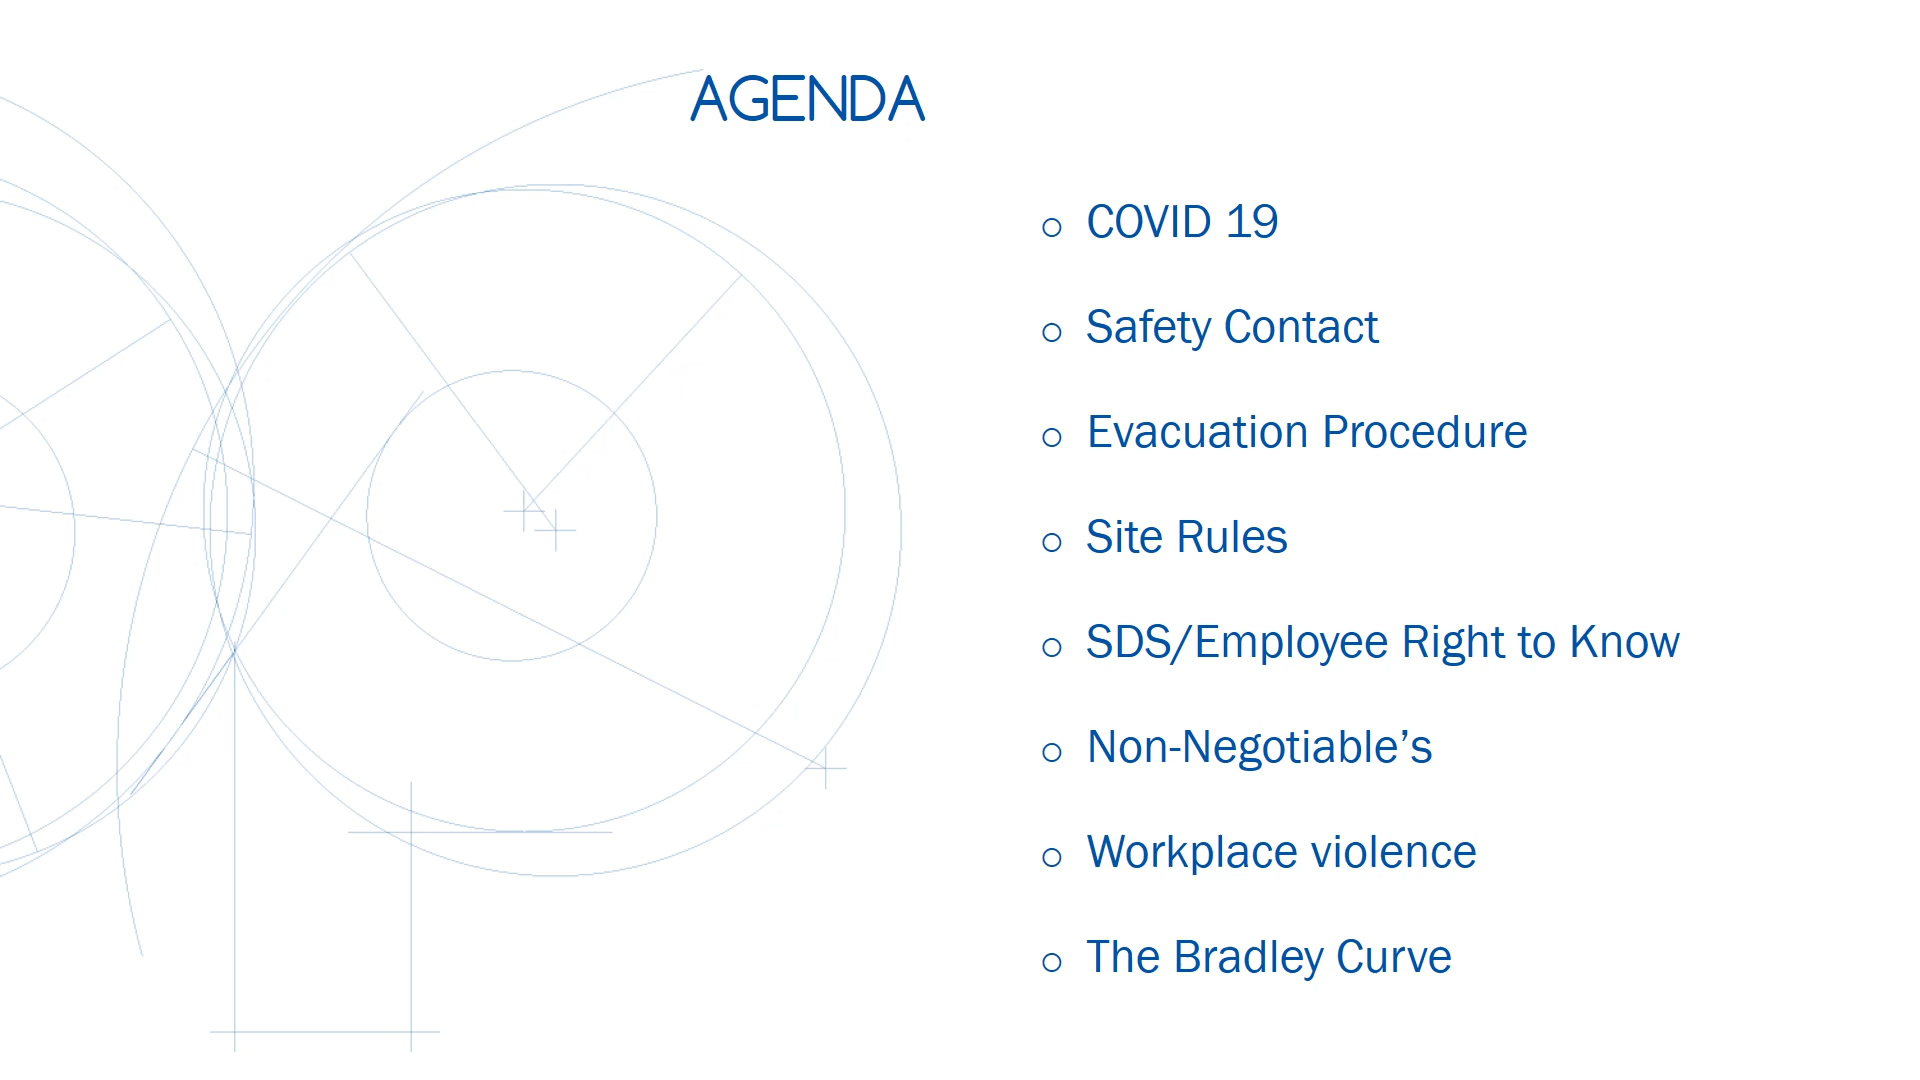 AGENDA
○ COVID 19
○ Safety Contact
○ Evacuation Procedure
○ Site Rules
○ SDS/Employee Right to Know
○ Non-Negotiable’s
○ Workplace violence
○ The Bradley Curve